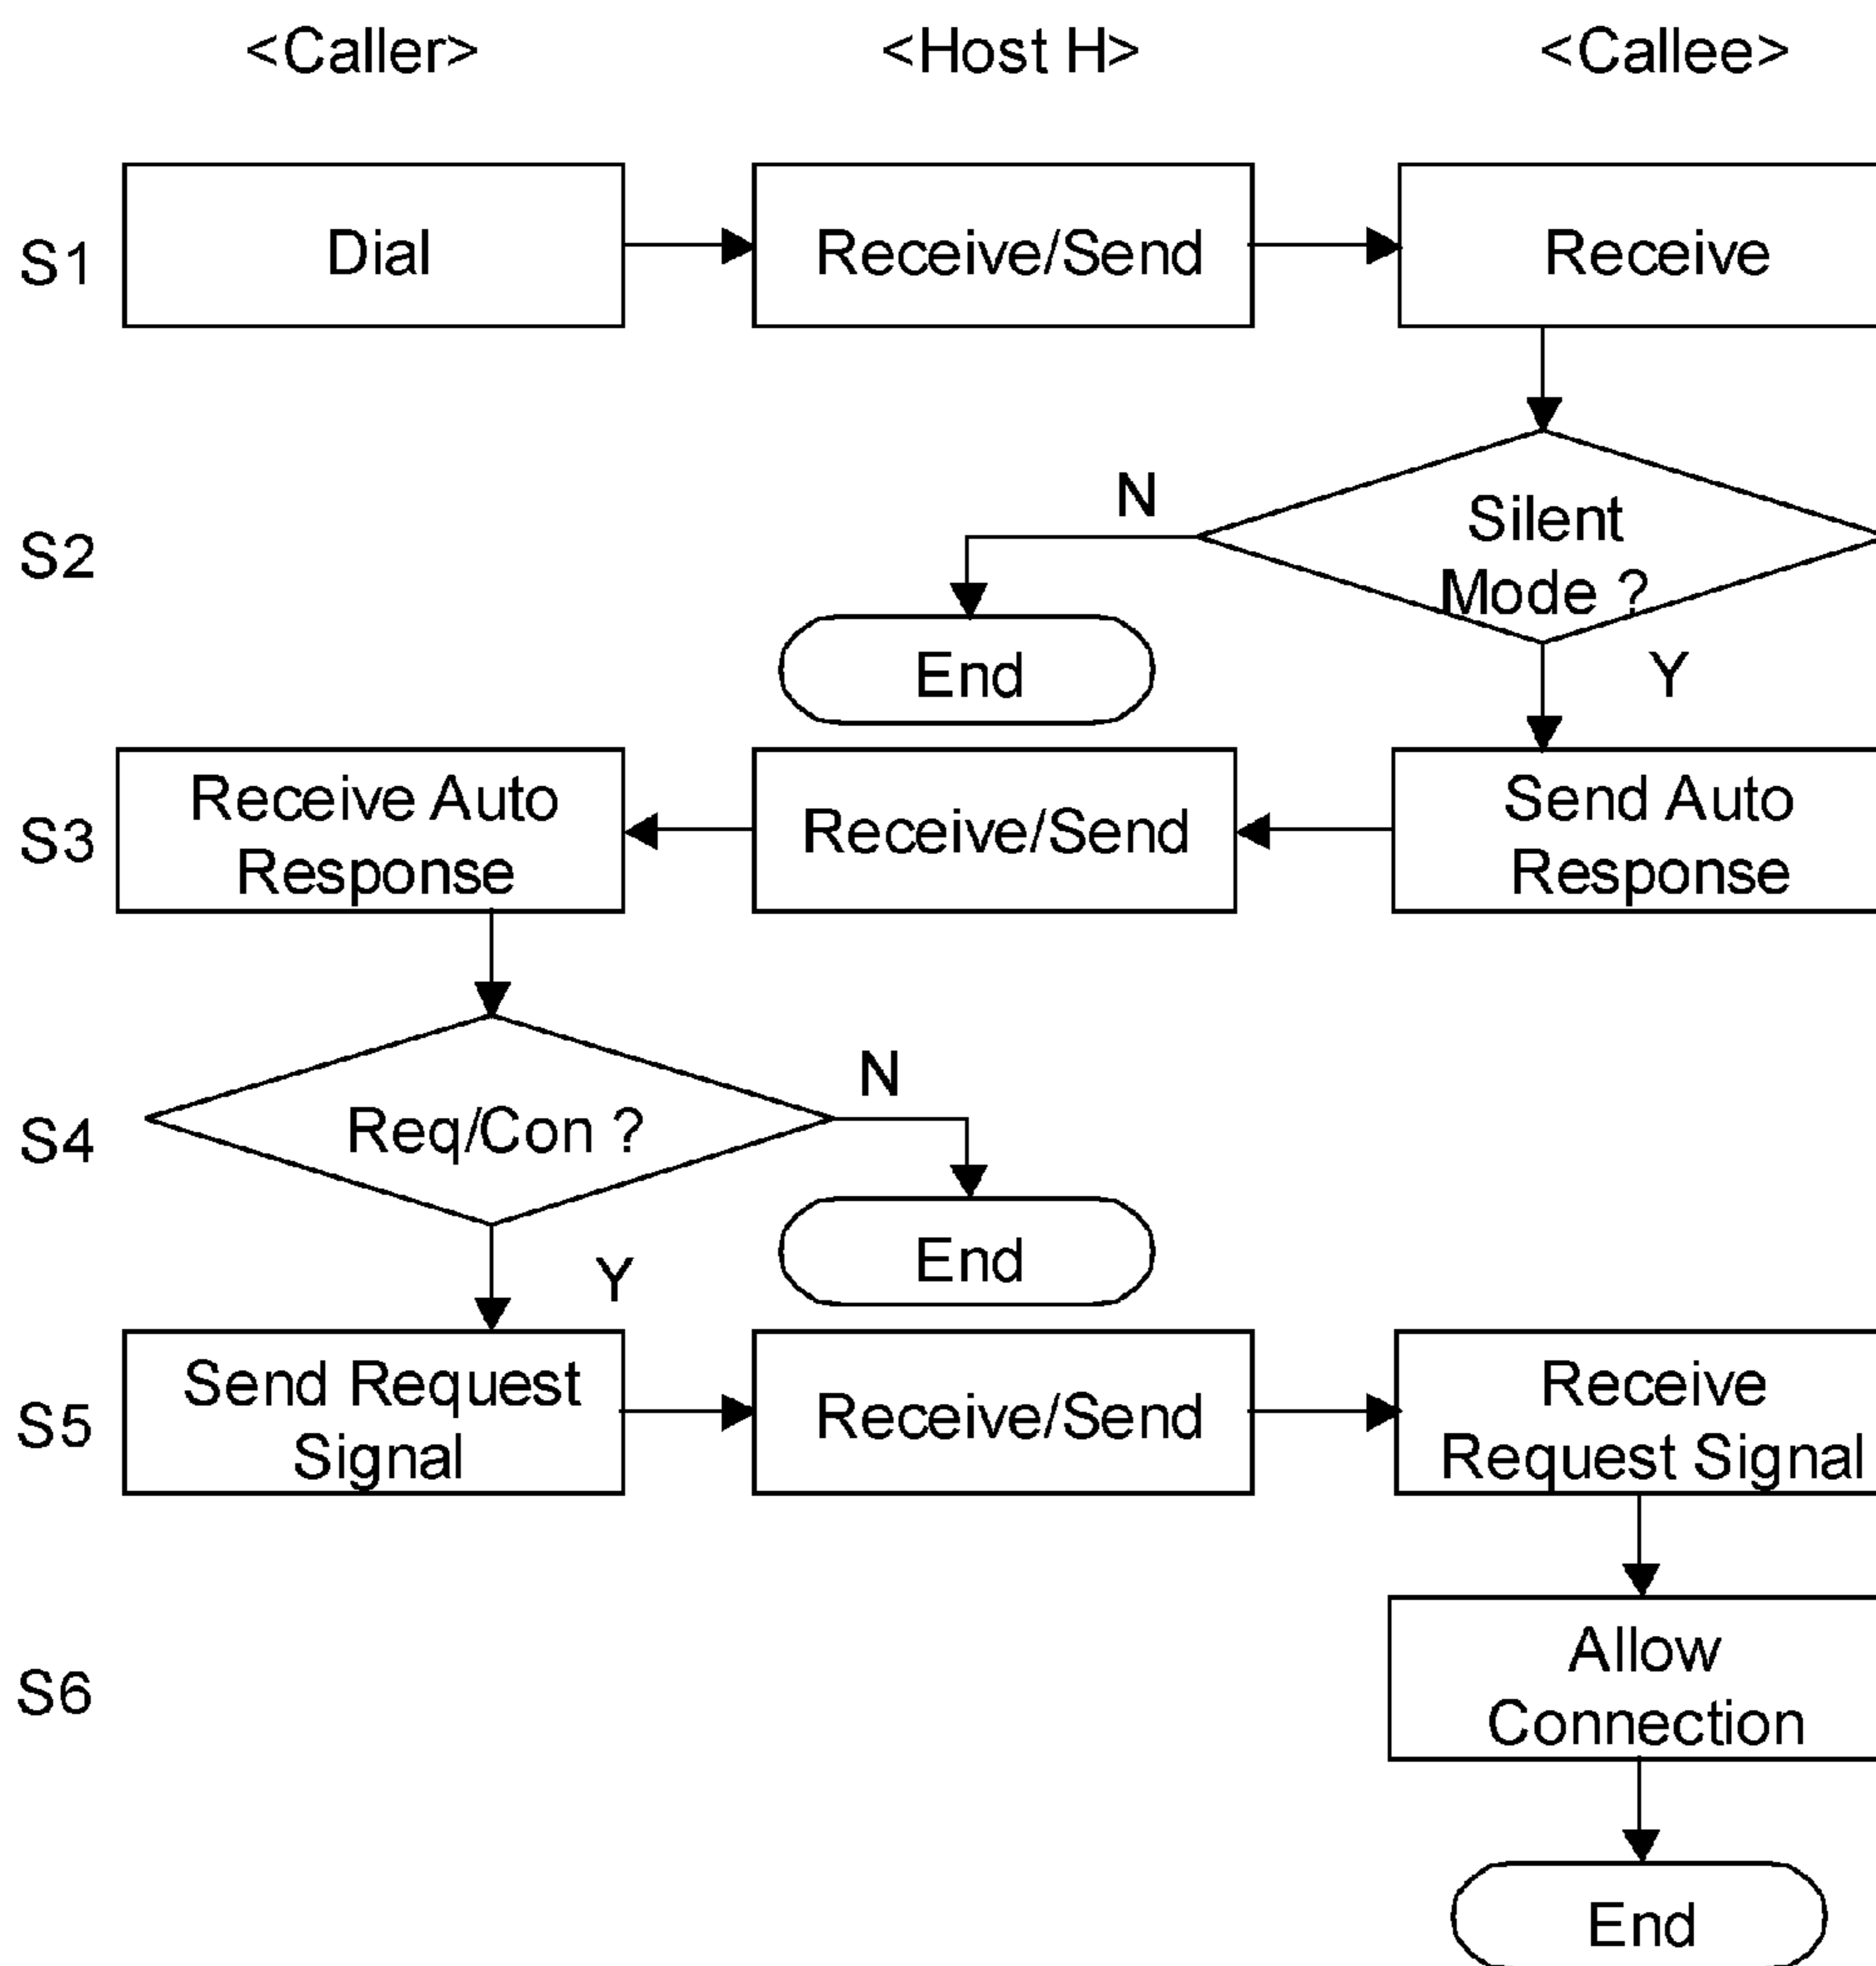 <Caller> <Host H> <Callee>
S1 Dial Receive/Send Receive
N
Silent
Mode ?
S2
End
Y
S3
Receive Auto
Response
Receive/Send
Send Auto
Response
N
S4 Req/Con ?
End
Y
S5
Send Request
Signal
Receive/Send
Receive
Request Signal
S6
Allow
Connection
End